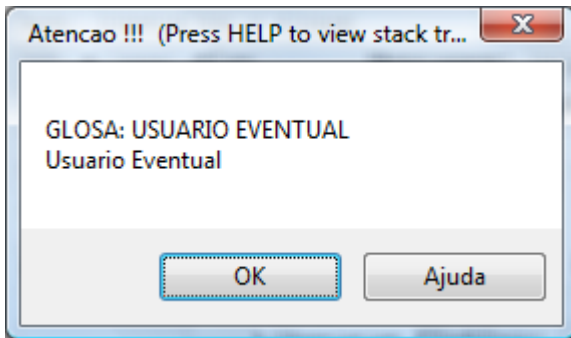 Atencao !!!  (Press HELP to view stack tr...
GLOSA: USUARIO EVENTUAL
Usuario Eventual
OK
Ajuda